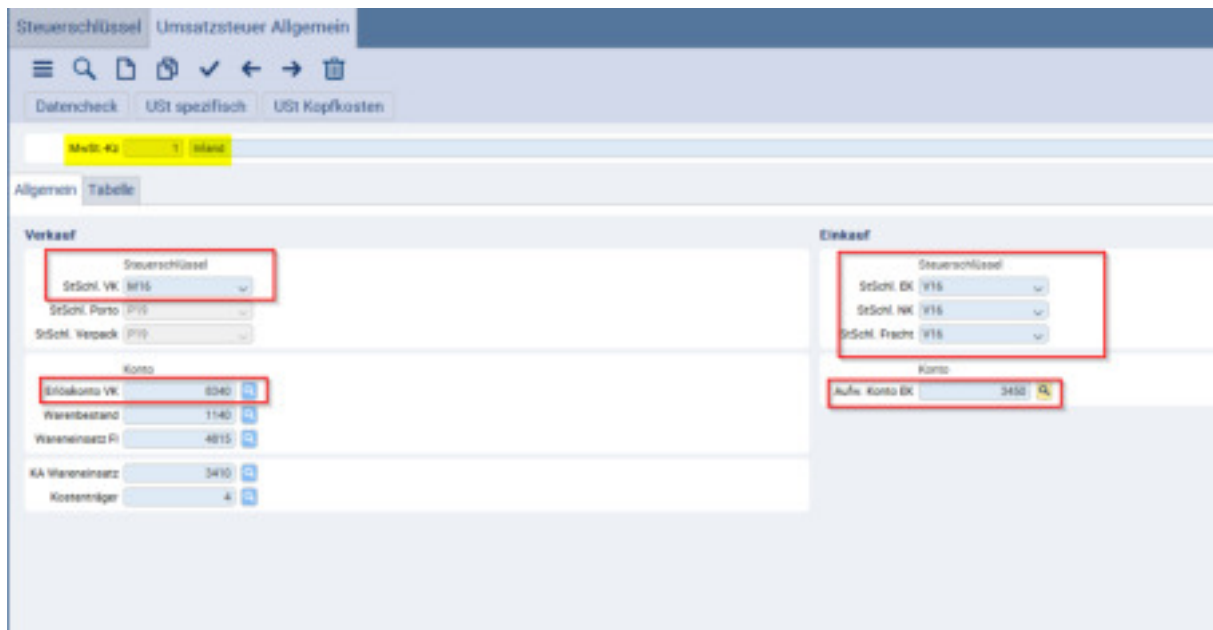 Steuerschlüssel Umsatzsteuer Allgemein
Datencheck USt spezifisch USt Kopfkosten
MwSt.-Kz 1 Inland
Allgemein Tabelle
Verkauf
Steuerschlüssel
StSchl. VK M16
StSchl. Porto P19
StSchl. Verpack P19
Konto
Erlöskonto VK 8340
Warenbestand 1140
Wareneinsatz FI 4815
KA Wareneinsatz 3410
Kostenträger 4
Einkauf
Steuerschlüssel
StSchl. EK V16
StSchl. NK V16
StSchl. Fracht V16
Konto
Aufw. Konto EK 3450